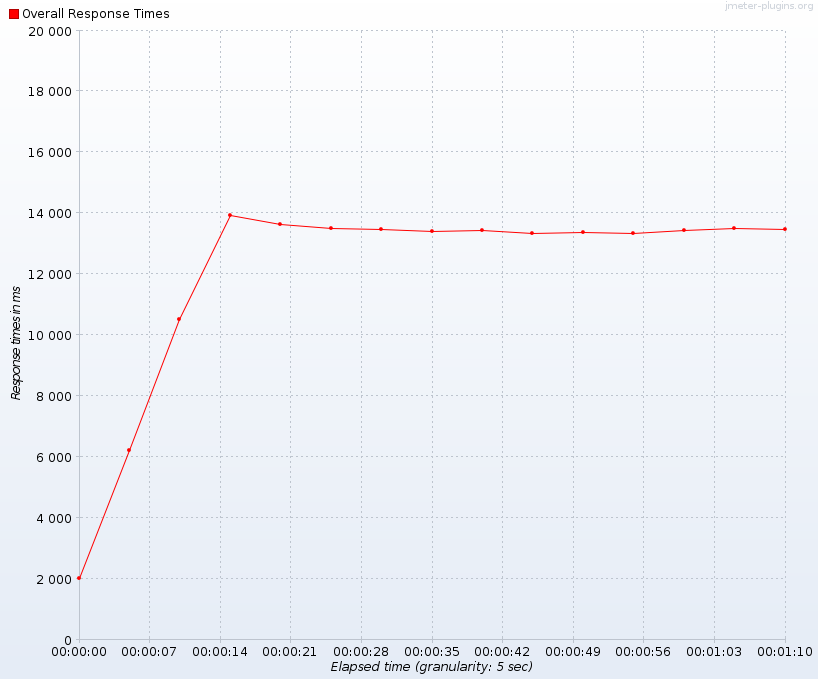 jmeter-plugins.org
Overall Response Times
20 000
18 000
16 000
14 000
12 000
10 000
8 000
6 000
4 000
2 000
0
Response times in ms
00:00:00 00:00:07 00:00:14 00:00:21 00:00:28 00:00:35 00:00:42 00:00:49 00:00:56 00:01:03 00:01:10
Elapsed time (granularity: 5 sec)